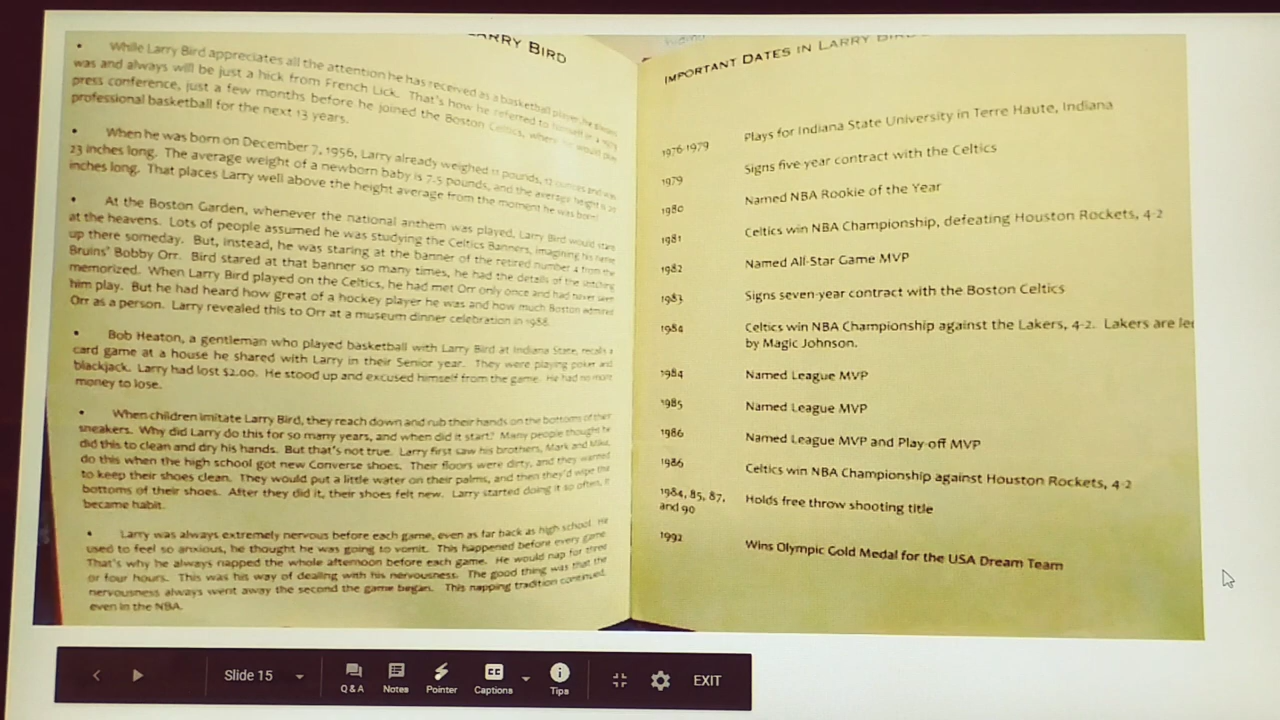 ARRY BIRD
• While Larry Bird appreciates all the attention he has received as a basketball player, he
was and always will be just a hick from French Lick. That's how he referred to himself in a
press conference, just a few months before he joined the Boston Celtics, where he would play
professional basketball for the next 13 years.
• When he was born on December 7, 1956, Larry already weighed 11 pounds, 12 ounces and was
23 inches long. The average weight of a newborn baby is 7.5 pounds, and the average height is 20
inches long. That places Larry well above the height average from the moment he was born!
• At the Boston Garden, whenever the national anthem was played, Larry Bird would stare
at the heavens. Lots of people assumed he was studying the Celtics Banners, imagining his name
up there someday. But, instead, he was staring at the banner of the retired number 4 from the
Bruins' Bobby Orr. Bird stared at that banner so many times, he had the details of the stitching
memorized. When Larry Bird played on the Celtics, he had met Orr only once and had never seen
him play. But he had heard how great of a hockey player he was and how much Boston admired
Orr as a person. Larry revealed this to Orr at a museum dinner celebration in 1988.
• Bob Heaton, a gentleman who played basketball with Larry Bird at Indiana State, recalls a
card game at a house he shared with Larry in their Senior year. They were playing poker and
blackjack. Larry had lost $2.00. He stood up and excused himself from the game. He had no more
money to lose.
• When children imitate Larry Bird, they reach down and rub their hands on the bottoms of their
sneakers. Why did Larry do this for so many years, and when did it start? Many people thought he
did this to clean and dry his hands. But that's not true. Larry first saw his brothers, Mark and Mike,
do this when the high school got new Converse shoes. Their floors were dirty, and they wanted
to keep their shoes clean. They would put a little water on their palms, and then they'd wipe the
bottoms of their shoes. After they did it, their shoes felt new. Larry started doing it so often, it
became habit.
• Larry was always extremely nervous before each game, even as far back as high school. He
used to feel so anxious, he thought he was going to vomit. This happened before every game.
That's why he always napped the whole afternoon before each game. He would nap for three
or four hours. This was his way of dealing with his nervousness. The good thing was that the
nervousness always went away the second the game began. This napping tradition continued,
even in the NBA.
IMPORTANT DATES IN LARRY BIRD
1976-1979 Plays for Indiana State University in Terre Haute, Indiana
1979 Signs five year contract with the Celtics
1980 Named NBA Rookie of the Year
1981 Celtics win NBA Championship, defeating Houston Rockets, 4-2
1982 Named All-Star Game MVP
1983 Signs seven-year contract with the Boston Celtics
1984 Celtics win NBA Championship against the Lakers, 4-2. Lakers are led
by Magic Johnson.
1984 Named League MVP
1985 Named League MVP
1986 Named League MVP and Play-off MVP
1986 Celtics win NBA Championship against Houston Rockets, 4-2
1984, 85, 87, Holds free throw shooting title
and 90
1992 Wins Olympic Gold Medal for the USA Dream Team
Slide 15
Q & A
Notes
Pointer
CC
Captions
Tips
EXIT